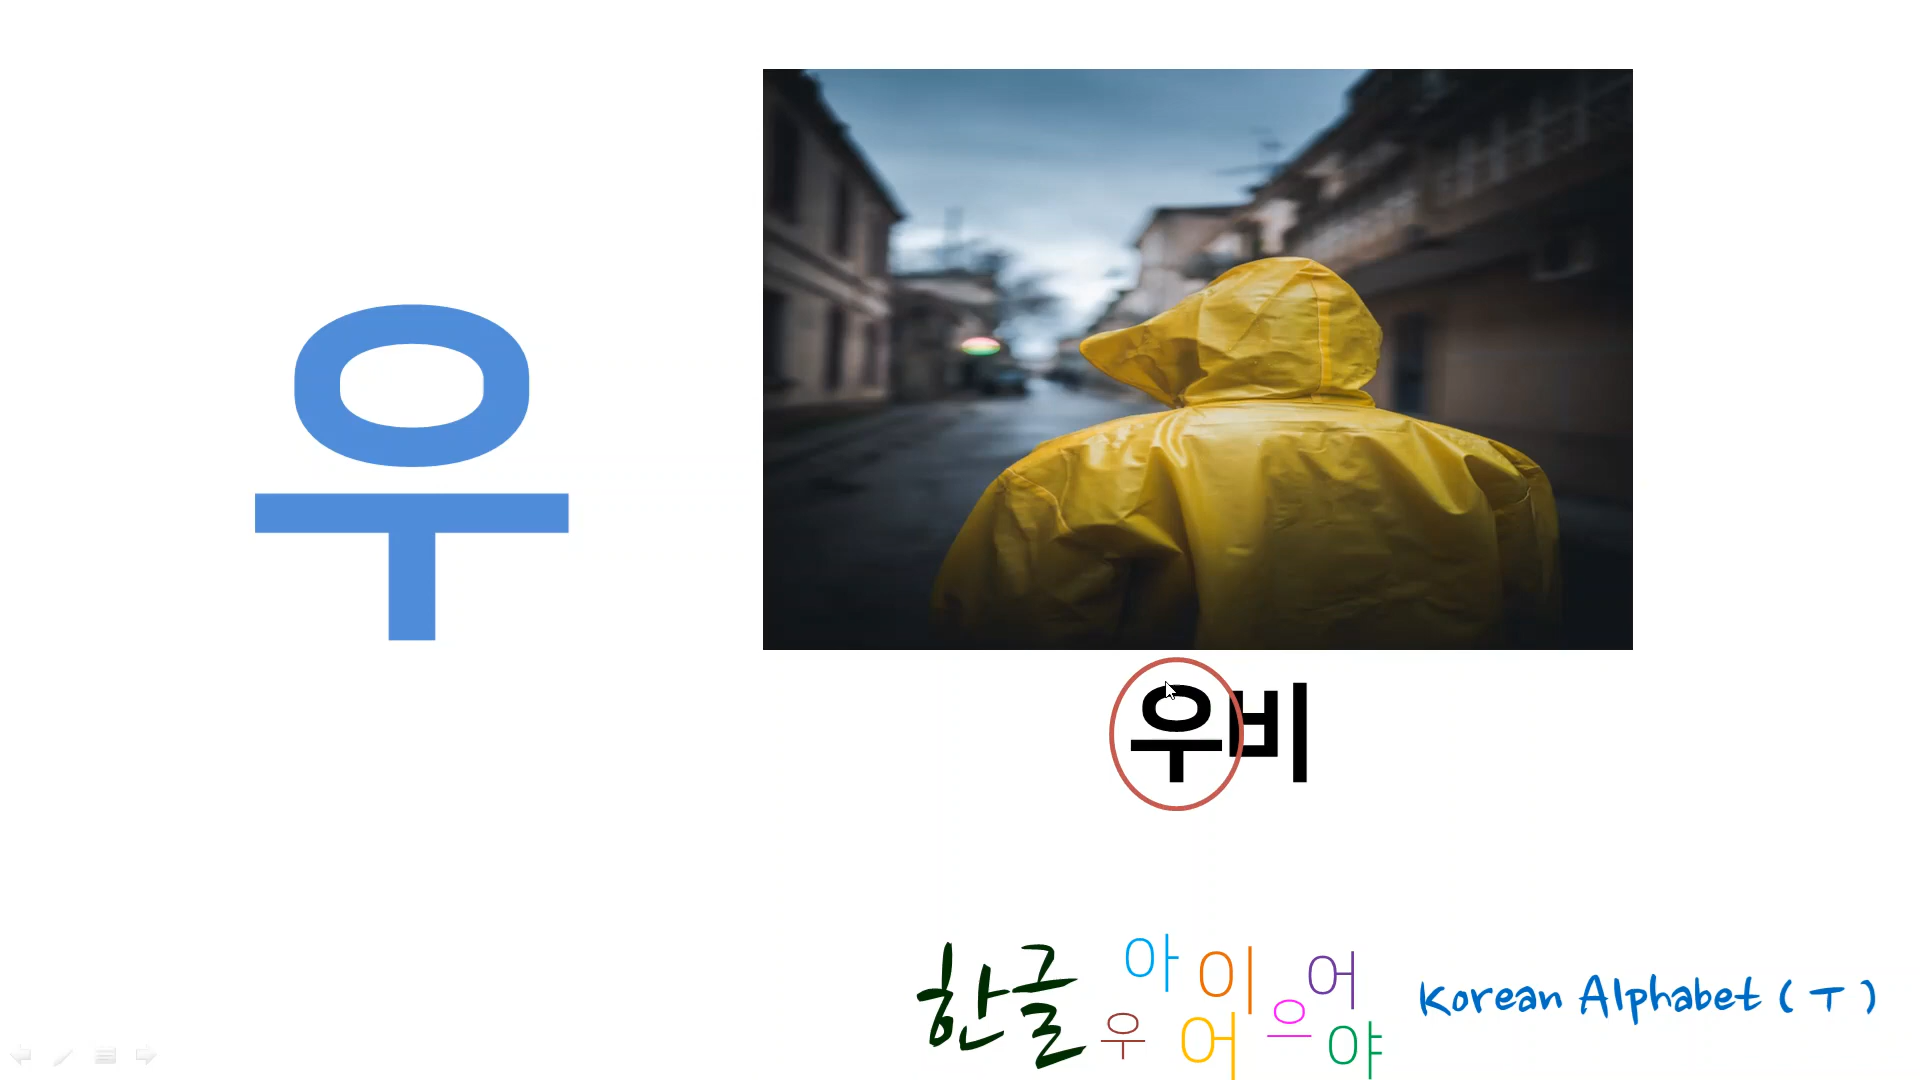 우
우비
한글 아 이 어 우 어 으 야
Korean Alphabet (ㅜ)